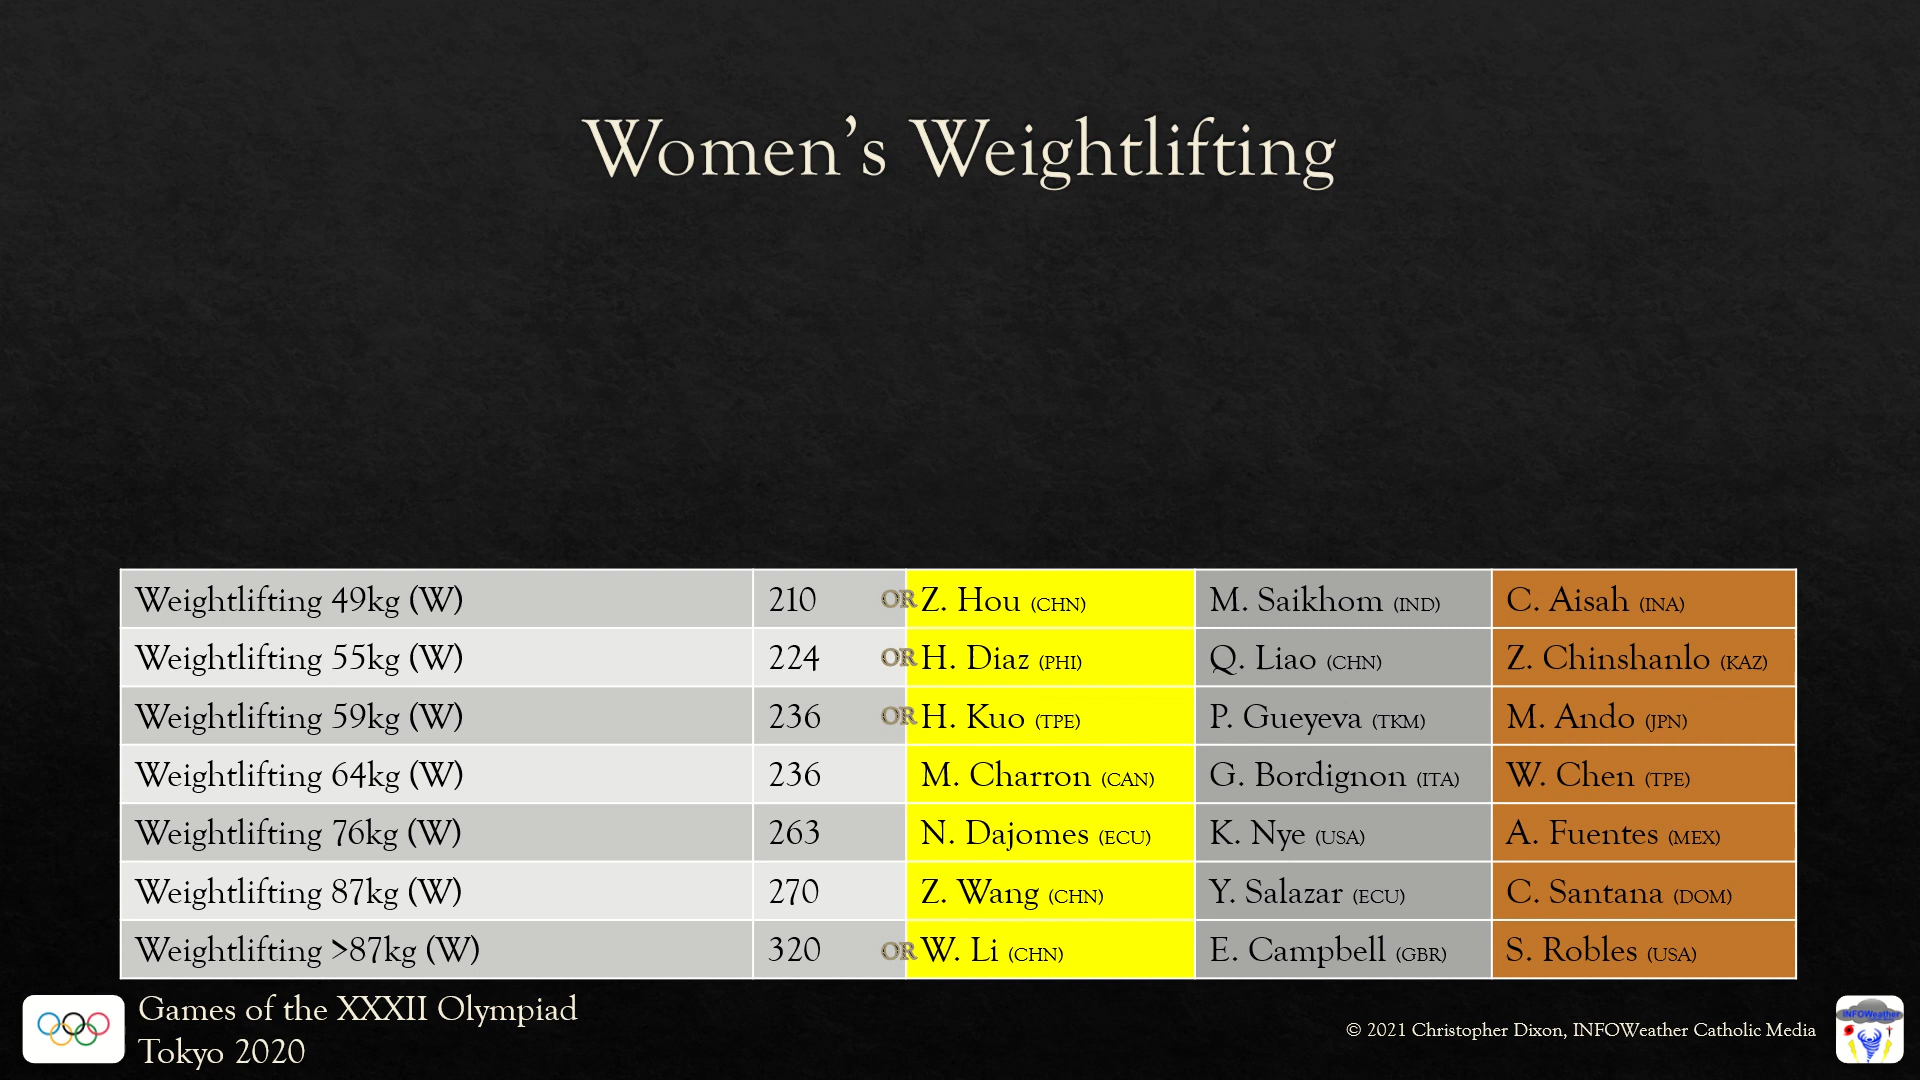 Women’s Weightlifting
Weightlifting 49kg (W) 210 OR Z. Hou (CHN) M. Saikhom (IND) C. Aisah (INA)
Weightlifting 55kg (W) 224 OR H. Diaz (PHI) Q. Liao (CHN) Z. Chinshanlo (KAZ)
Weightlifting 59kg (W) 236 OR H. Kuo (TPE) P. Gueyeva (TKM) M. Ando (JPN)
Weightlifting 64kg (W) 236 M. Charron (CAN) G. Bordignon (ITA) W. Chen (TPE)
Weightlifting 76kg (W) 263 N. Dajomes (ECU) K. Nye (USA) A. Fuentes (MEX)
Weightlifting 87kg (W) 270 Z. Wang (CHN) Y. Salazar (ECU) C. Santana (DOM)
Weightlifting >87kg (W) 320 OR W. Li (CHN) E. Campbell (GBR) S. Robles (USA)
Games of the XXXII Olympiad
Tokyo 2020
© 2021 Christopher Dixon, INFOWeather Catholic Media
INFOWeather